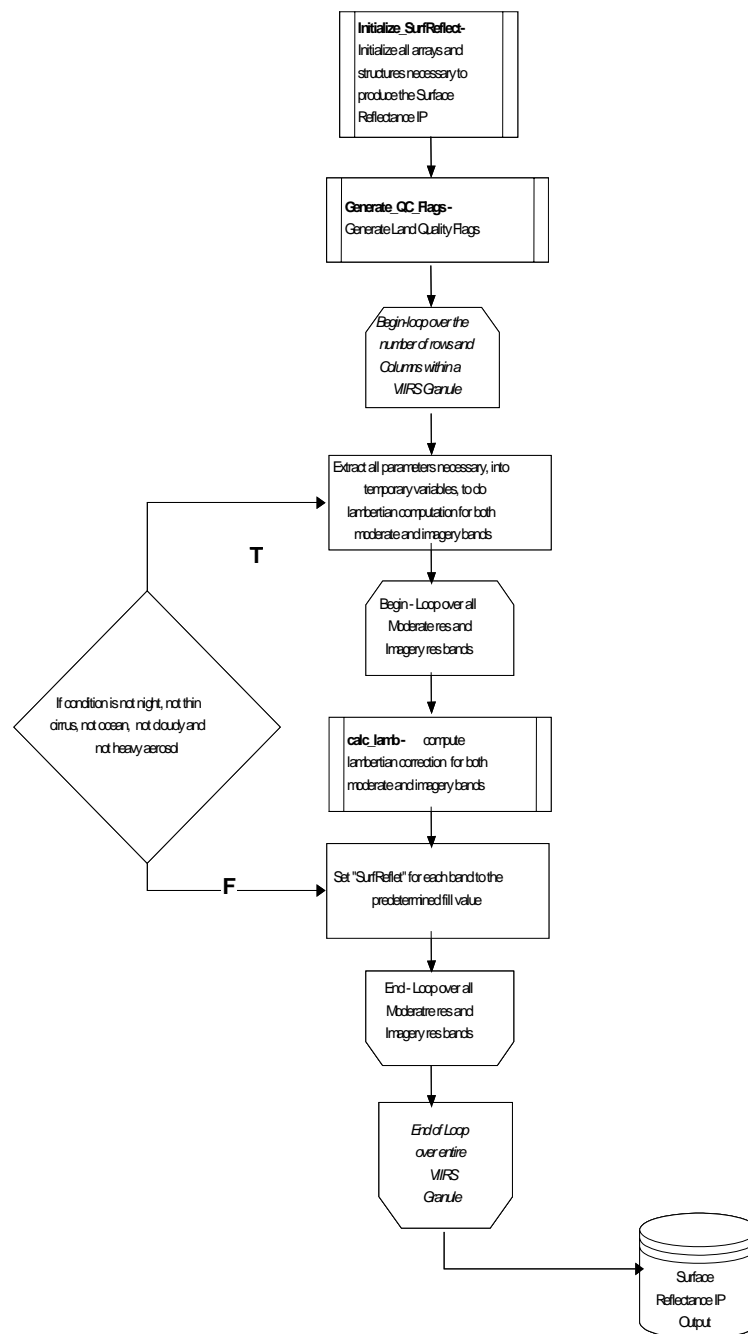 Initialize_SurfReflect-
Initialize all arrays and
structures necessary to
produce the Surface
Reflectance IP
Generate_QC_Flags -
Generate Land Quality Flags
Begin-loop over the
number of rows and
Columns within a
VIIRS Granule
Extract all parameters necessary, into
temporary variables, to do
lambertian computation for both
moderate and imagery bands
T
Begin - Loop over all
Moderate res and
Imagery res bands
If condition is not night, not thin
cirrus, not ocean, not cloudy and
not heavy aerosol
calc_lamb - compute
lambertian correction for both
moderate and imagery bands
Set "SurfReflet" for each band to the
predetermined fill value
F
End - Loop over all
Moderatre res and
Imagery res bands
End of Loop
over entire
VIIRS
Granule
Surface
Reflectance IP
Output